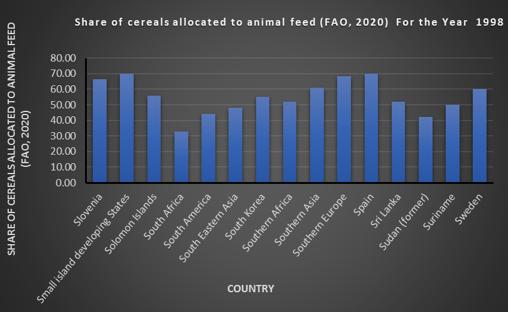 Share of cereals allocated to animal feed (FAO, 2020)  For the Year  1998
SHARE OF CEREALS ALLOCATED TO ANIMAL FEED
(FAO, 2020)
80.00
70.00
60.00
50.00
40.00
30.00
20.00
10.00
0.00
Slovenia
Small island developing States
Solomon Islands
South Africa
South America
South Eastern Asia
South Korea
Southern Africa
Southern Asia
Southern Europe
Spain
Sri Lanka
Sudan (former)
Suriname
Sweden
COUNTRY